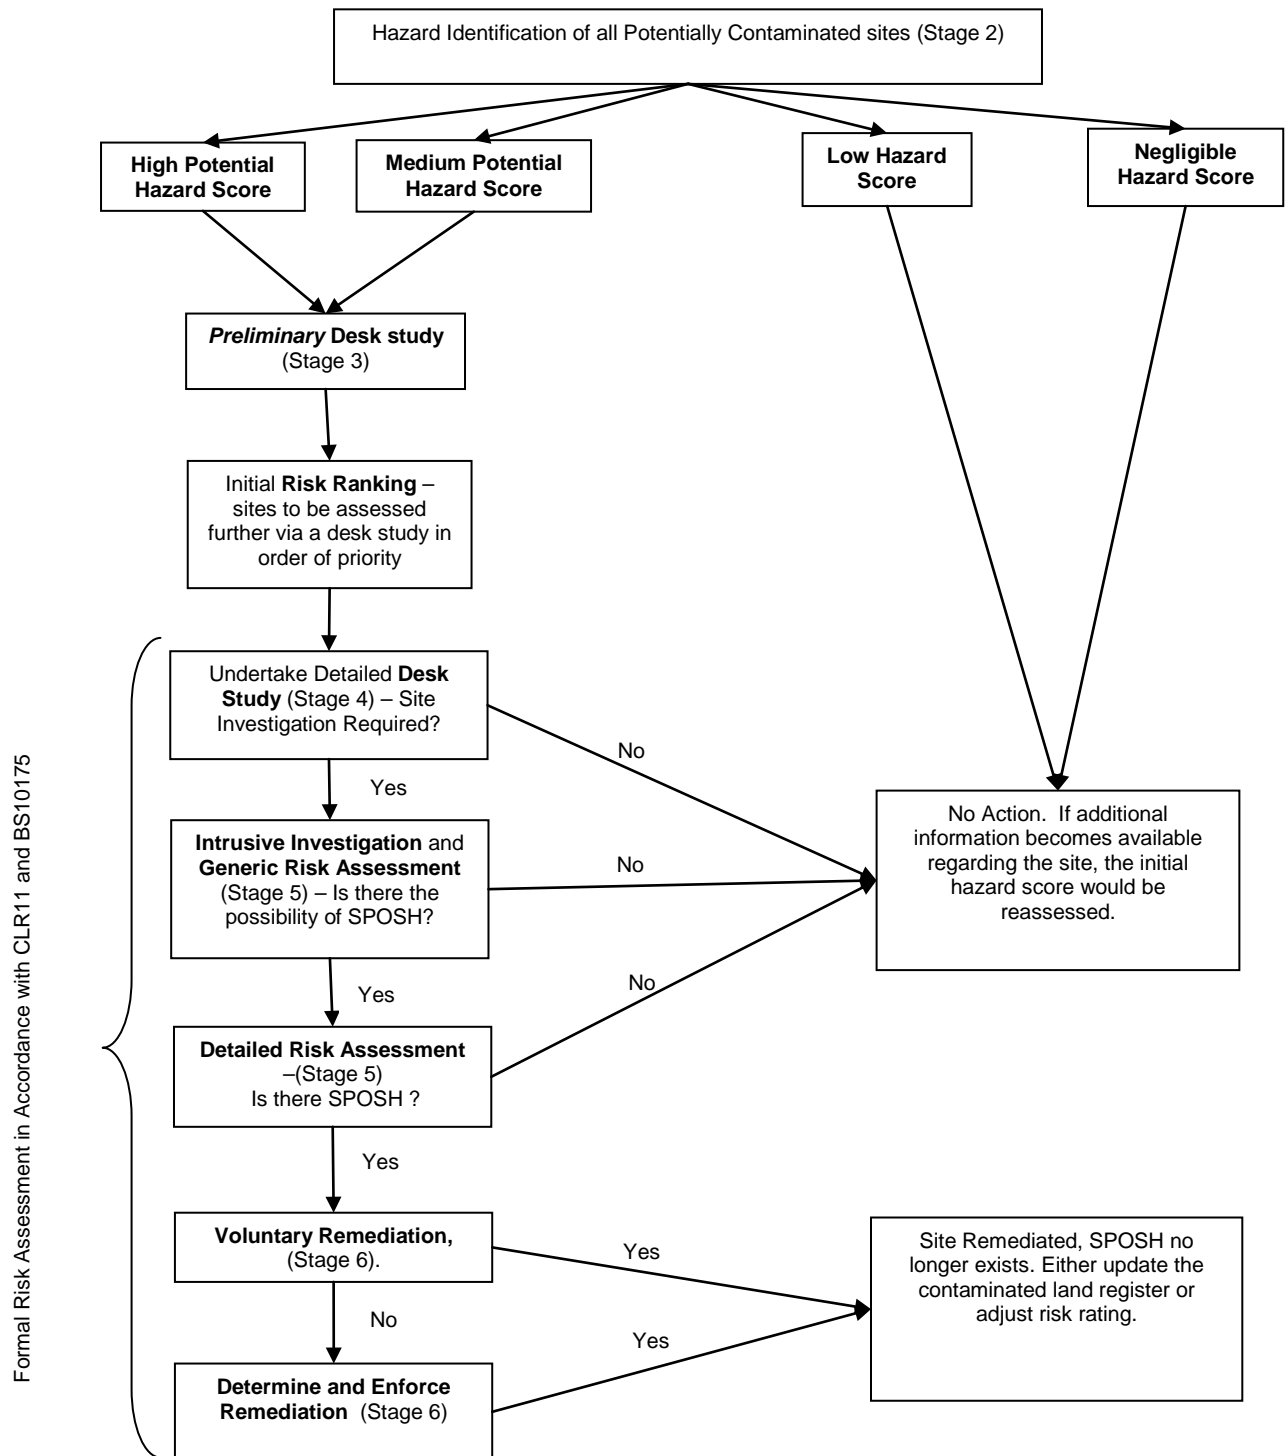 Hazard Identification of all Potentially Contaminated sites (Stage 2)
High Potential
Hazard Score
Medium Potential
Hazard Score
Low Hazard
Score
Negligible
Hazard Score
Preliminary Desk study
(Stage 3)
Initial Risk Ranking –
sites to be assessed
further via a desk study in
order of priority
Formal Risk Assessment in Accordance with CLR11 and BS10175
Undertake Detailed Desk
Study (Stage 4) – Site
Investigation Required?
No
Yes
Intrusive Investigation and
Generic Risk Assessment
(Stage 5) – Is there the
possibility of SPOSH?
No
No Action.  If additional
information becomes available
regarding the site, the initial
hazard score would be
reassessed.
Yes
No
Detailed Risk Assessment
–(Stage 5)
Is there SPOSH ?
Yes
Voluntary Remediation,
(Stage 6).
Yes
Site Remediated, SPOSH no
longer exists. Either update the
contaminated land register or
adjust risk rating.
No
Yes
Determine and Enforce
Remediation  (Stage 6)